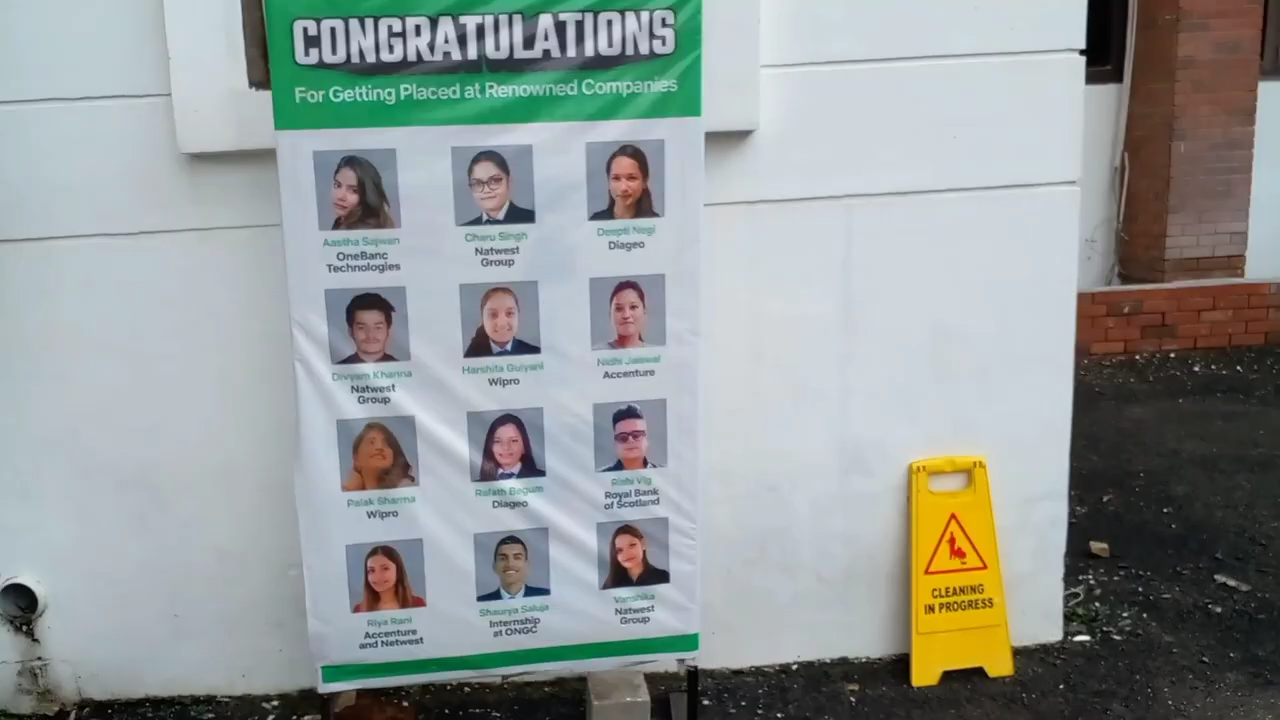 CONGRATULATIONS
For Getting Placed at Renowned Companies
Aastha Sajwan
OneBanc
Technologies
Charu Singh
Natwest
Group
Deepti Negi
Diageo
Divyam Khanna
Natwest
Group
Harshita Gulyani
Wipro
Nidhi Jaiswal
Accenture
Palak Sharma
Wipro
Rafath Begum
Diageo
Rishi Vig
Royal Bank
of Scotland
Riya Rani
Accenture
and Netwest
Shaurya Saluja
Internship
at ONGC
Vanshika
Natwest
Group
CLEANING
IN PROGRESS